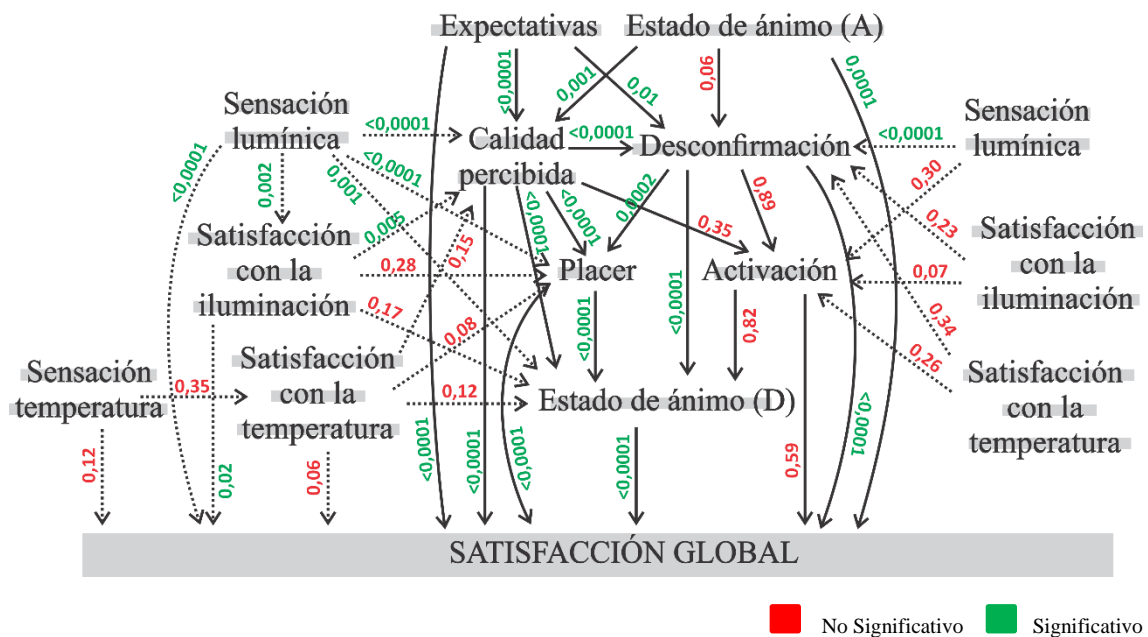 Expectativas
Estado de ánimo (A)
<0,0001
0,001
0,01
0,06
0,0001
Sensación
lumínica
<0,0001
Calidad
percibida
<0,0001
Desconfirmación
<0,0001
Sensación
lumínica
<0,0001
0,002
<0,0001
0,001
0,005
0,15
<0,0001
<0,0001
0,0002
0,35
0,89
0,30
0,23
Satisfacción
con la
iluminación
0,28
0,17
Placer
Activación
0,07
Satisfacción
con la
iluminación
0,08
<0,0001
<0,0001
0,82
0,34
0,26
Sensación
temperatura
0,35
Satisfacción
con la
temperatura
0,12
Estado de ánimo (D)
Satisfacción
con la
temperatura
0,12
0,02
0,06
<0,0001
<0,0001
<0,0001
<0,0001
0,59
<0,0001
SATISFACCIÓN GLOBAL
No Significativo
Significativo